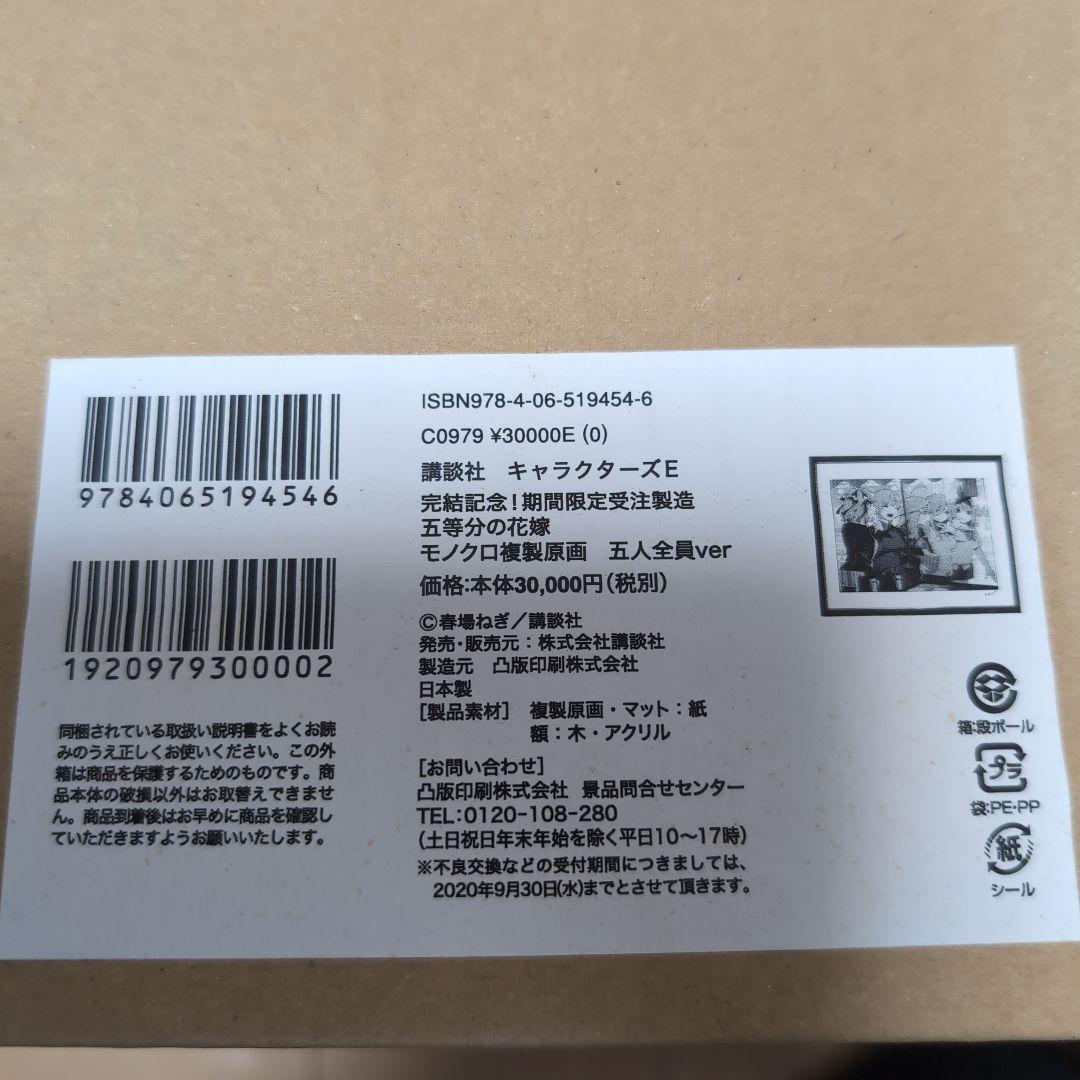 9784065194546
1920979300002
同梱されている取扱い説明書をよくお読
みのうえ正しくお使いください。この外
箱は商品を保護するためのものです。商
品本体の破損以外はお取替えできませ
ん。商品到着後はお早めに商品を確認し
ていただきますようお願いいたします。
ISBN978-4-06-519454-6
C0979 ¥30000E (0)
講談社 キャラクターズE
完結記念!期間限定受注製造
五等分の花嫁
モノクロ複製原画 五人全員ver
価格:本体30,000円(税別)
©春場ねぎ/講談社
発売・販売元:株式会社講談社
製造元 凸版印刷株式会社
日本製
[製品素材] 複製原画・マット:紙
額:木・アクリル
[お問い合わせ]
凸版印刷株式会社 景品問合せセンター
TEL:0120-108-280
(土日祝日年末年始を除く平日10〜17時)
※不良交換などの受付期間につきましては、
2020年9月30日(水)までとさせて頂きます。
箱:段ボール
プラ
袋:PE・PP
紙
シール